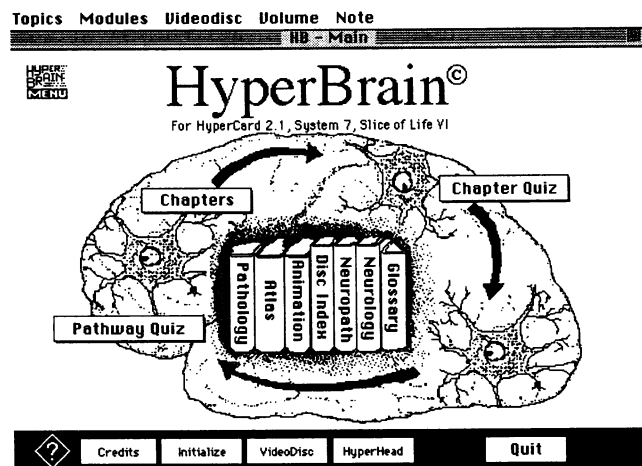 Topics Modules Videodisc Volume Note
HB - Main
HYPER
BRAIN
MENU
HyperBrain©
For HyperCard 2.1, System 7, Slice of Life VI
Chapters
Chapter Quiz
Pathology
Atlas
Animation
Disc Index
Neuropath
Neurology
Glossary
Pathway Quiz
?
Credits
Initialize
VideoDisc
HyperHead
Quit